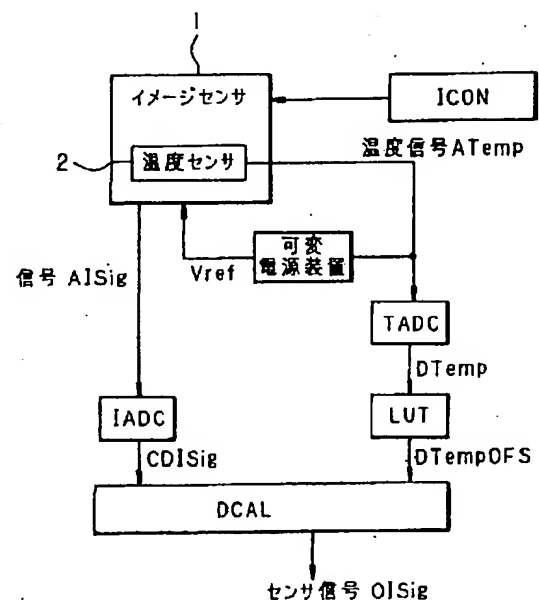 1
イメージセンサ
ICON
2
温度センサ
温度信号ATemp
可変
電源装置
Vref
信号 AISig
TADC
DTemp
IADC
LUT
CDISig
DTempOFS
DCAL
センサ信号 OISig